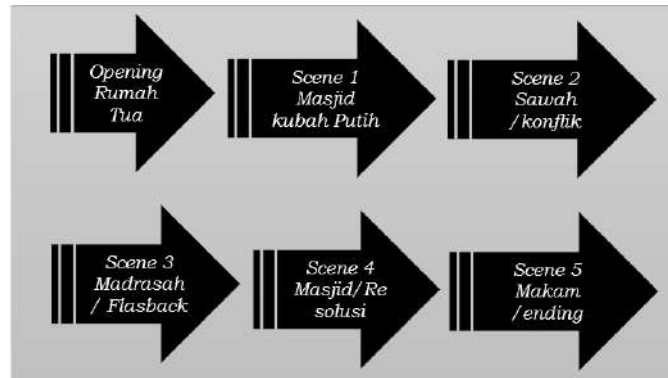 Opening
Rumah
Tua
Scene 1
Masjid
kubah Putih
Scene 2
Sawah
/konflik
Scene 3
Madrasah
/ Flasback
Scene 4
Masjid/Re
solusi
Scene 5
Makam
/ending